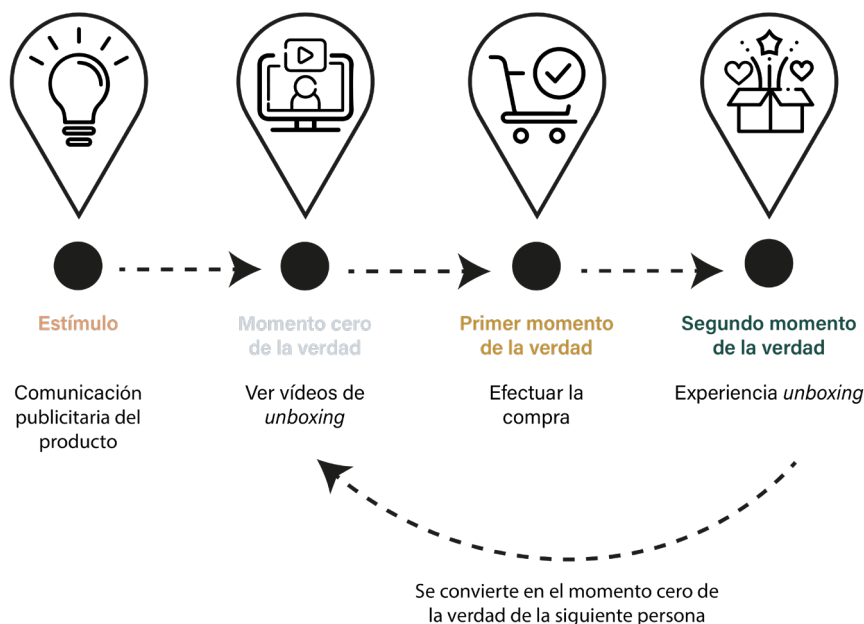 Estímulo
Comunicación
publicitaria del
producto
Momento cero
de la verdad
Ver vídeos de
unboxing
Primer momento
de la verdad
Efectuar la
compra
Segundo momento
de la verdad
Experiencia unboxing
Se convierte en el momento cero de
la verdad de la siguiente persona